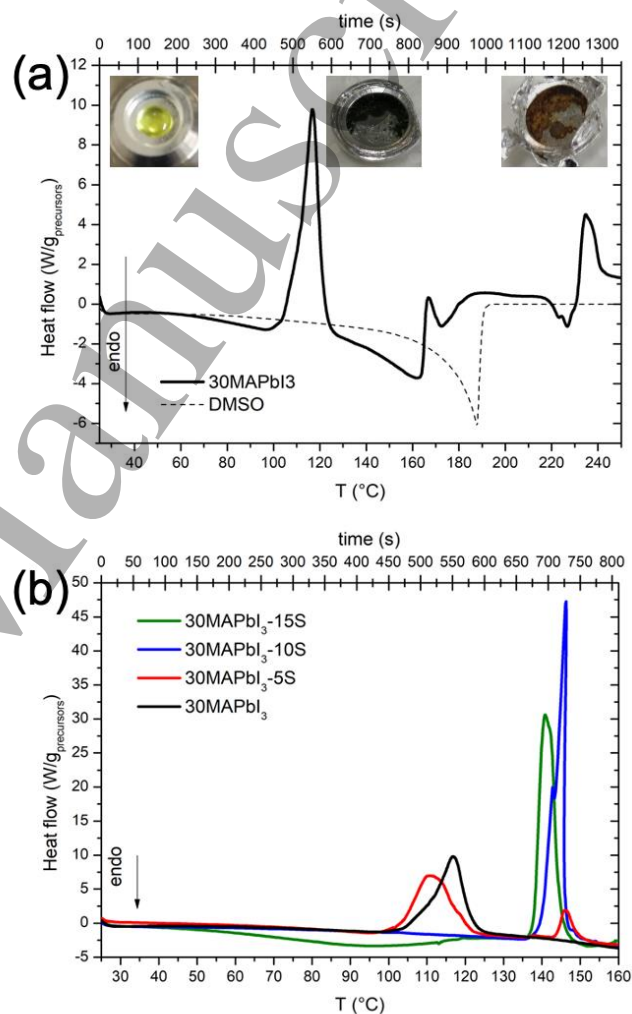 time (s)
0 100 200 300 400 500 600 700 800 900 1000 1100 1200 1300
(a)
12
10
8
6
4
2
0
-2
-4
-6
Heat flow (W/g precursors)
endo
30MAPbI3
DMSO
40 60 80 100 120 140 160 180 200 220 240
T (°C)
time (s)
0 50 100 150 200 250 300 350 400 450 500 550 600 650 700 750 800
(b)
50
45
40
35
30
25
20
15
10
5
0
-5
Heat flow (W/g precursors)
endo
30MAPbI₃-15S
30MAPbI₃-10S
30MAPbI₃-5S
30MAPbI₃
30 40 50 60 70 80 90 100 110 120 130 140 150 160
T (°C)